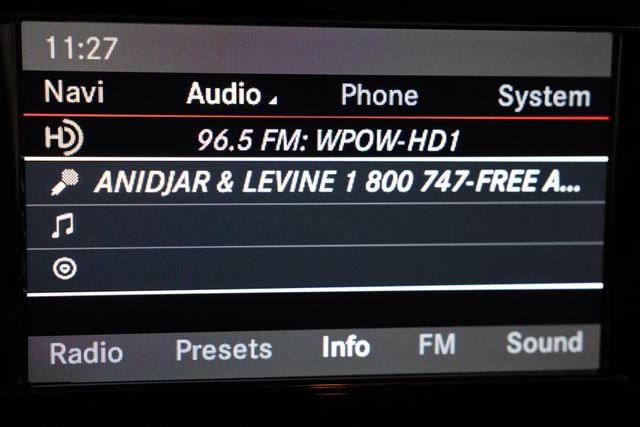 11:27
Navi Audio Phone System
HD 96.5 FM: WPOW-HD1
ANIDJAR & LEVINE 1 800 747-FREE A...
Radio Presets Info FM Sound